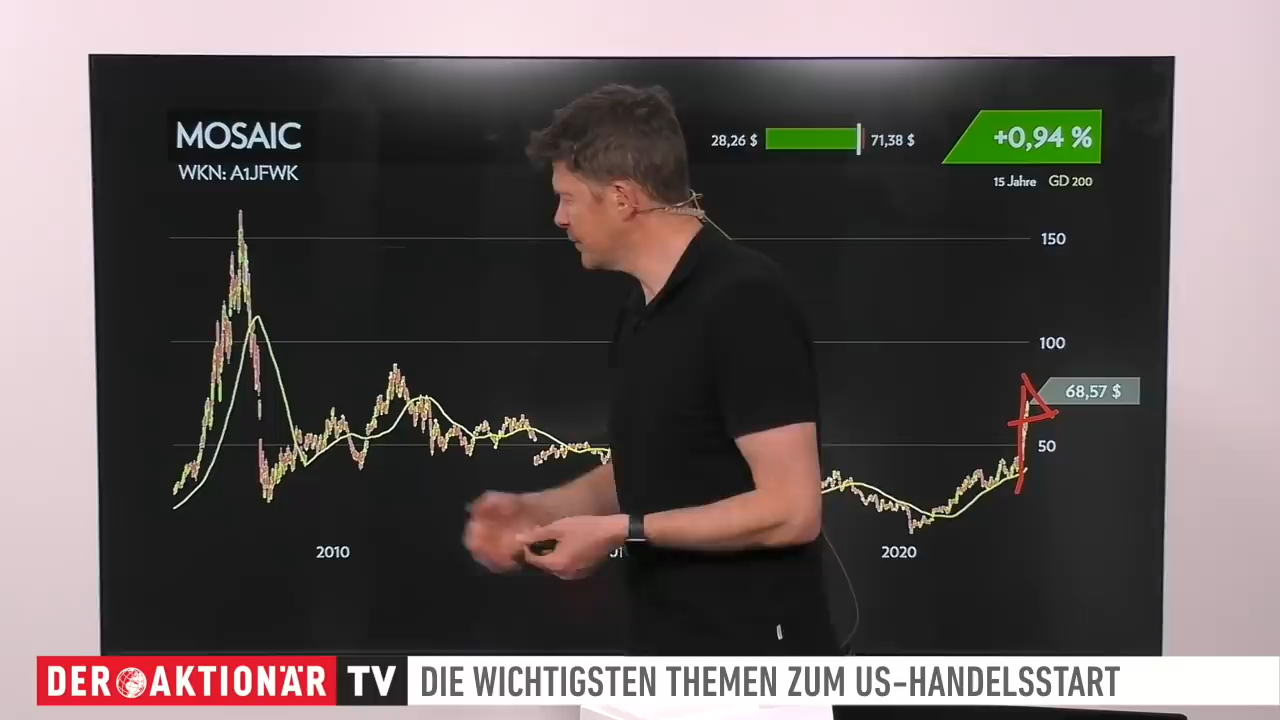 MOSAIC
WKN: A1JFWK
28,26 $
71,38 $
+0,94 %
15 Jahre GD 200
150
100
68,57 $
50
2010
2020
DER AKTIONÄR TV
DIE WICHTIGSTEN THEMEN ZUM US-HANDELSSTART